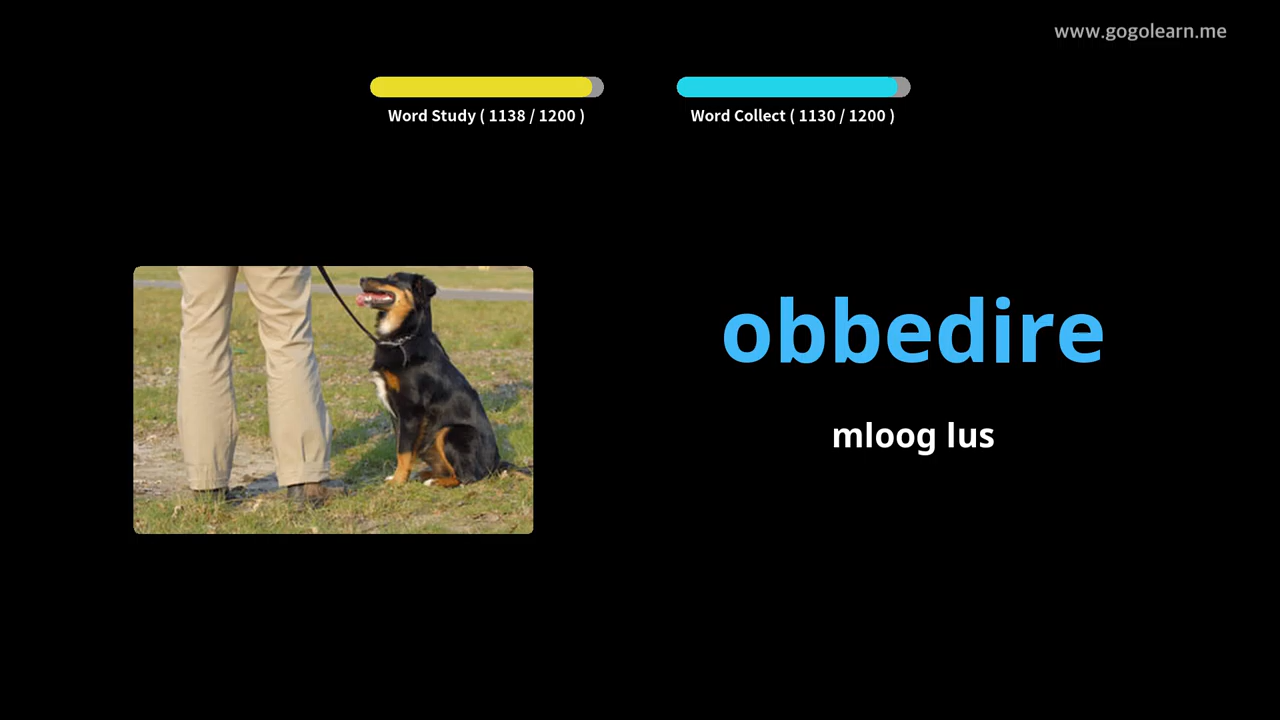 www.gogolearn.me
Word Study ( 1138 / 1200 )
Word Collect ( 1130 / 1200 )
obbedire
mloog lus